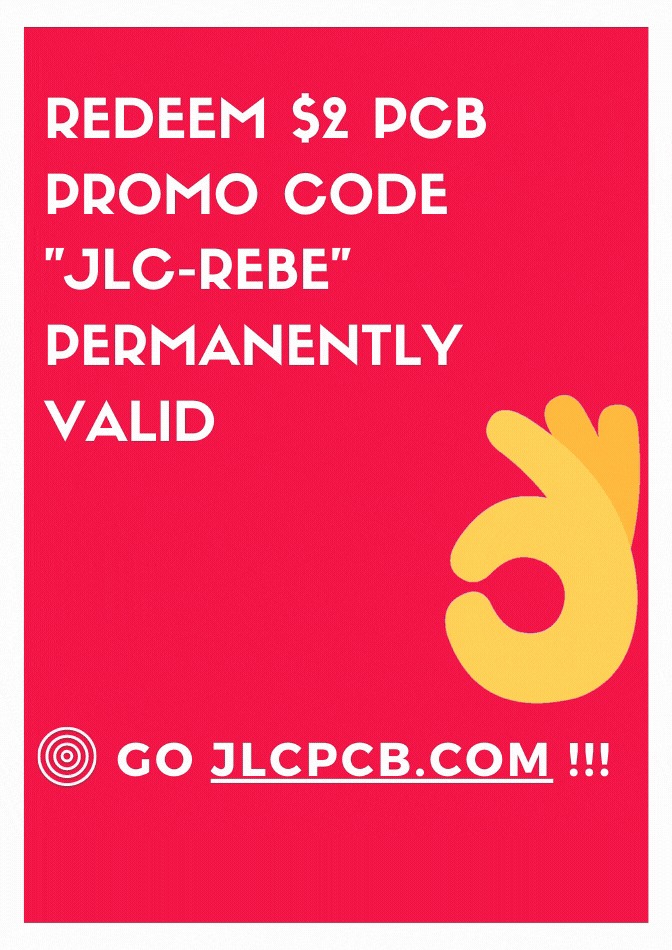 REDEEM $2 PCB
PROMO CODE
"JLC-REBE"
PERMANENTLY
VALID
GO JLCPCB.COM !!!